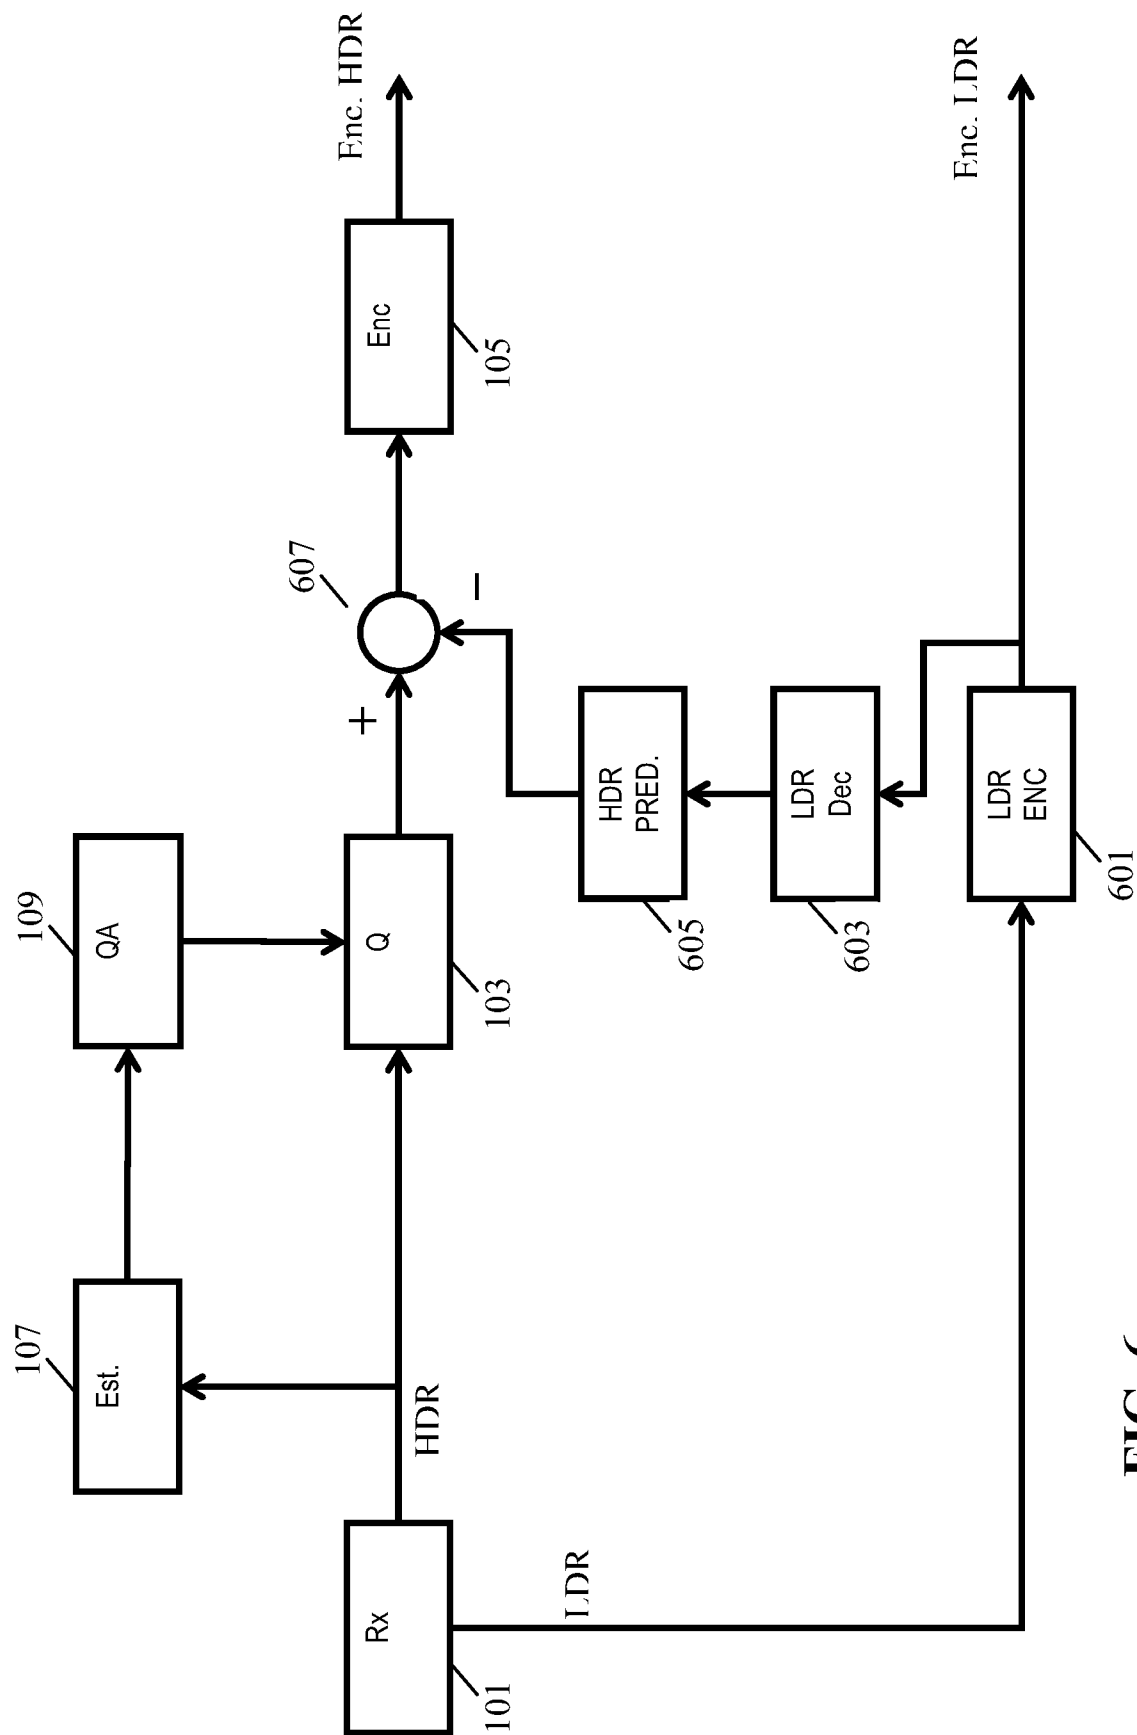 107
109
Est.
QA
607
Enc. HDR
+
Rx
Q
Enc
HDR
−
101
103
105
LDR
HDR
PRED.
605
LDR
Dec
603
Enc. LDR
LDR
ENC
601
FIG.